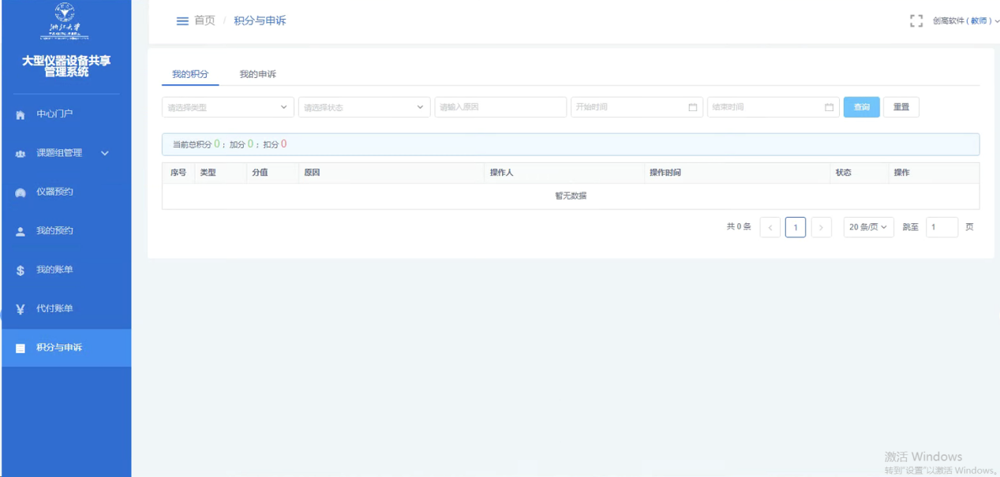 浙江大学
大型仪器设备共享
管理系统
中心门户
课题组管理
仪器预约
我的预约
$ 我的账单
¥ 代付账单
积分与申诉
首页 / 积分与申诉
创高软件 ( 教师 )
我的积分 我的申诉
请选择类型 请选择状态 请输入原因 开始时间 结束时间 查询 重置
当前总积分 0 ; 加分 0 ; 扣分 0
序号 类型 分值 原因 操作人 操作时间 状态 操作
暂无数据
共 0 条 < 1 > 20 条/页 跳至 1 页
激活 Windows
转到"设置"以激活 Windows。